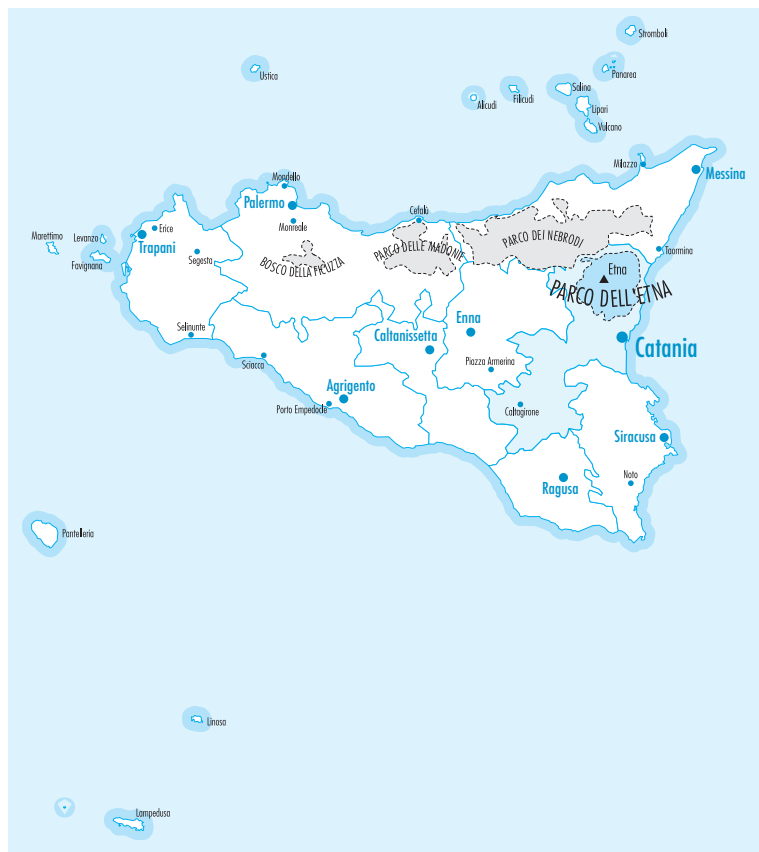 Stromboli
Ustica
Panarea
Salina
Filicudi
Alicudi
Lipari
Vulcano
Milazzo
Messina
Mondello
Palermo
Cefalù
Monreale
Erice
Levanzo
Marettimo
Trapani
Favignana
Segesta
BOSCO DELLA FICUZZA
PARCO DELLE MADONIE
PARCO DEI NEBRODI
Taormina
Etna
PARCO DELL'ETNA
Selinunte
Enna
Caltanissetta
Catania
Sciacca
Piazza Armerina
Agrigento
Porto Empedocle
Caltagirone
Siracusa
Noto
Ragusa
Pantelleria
Linosa
Lampedusa